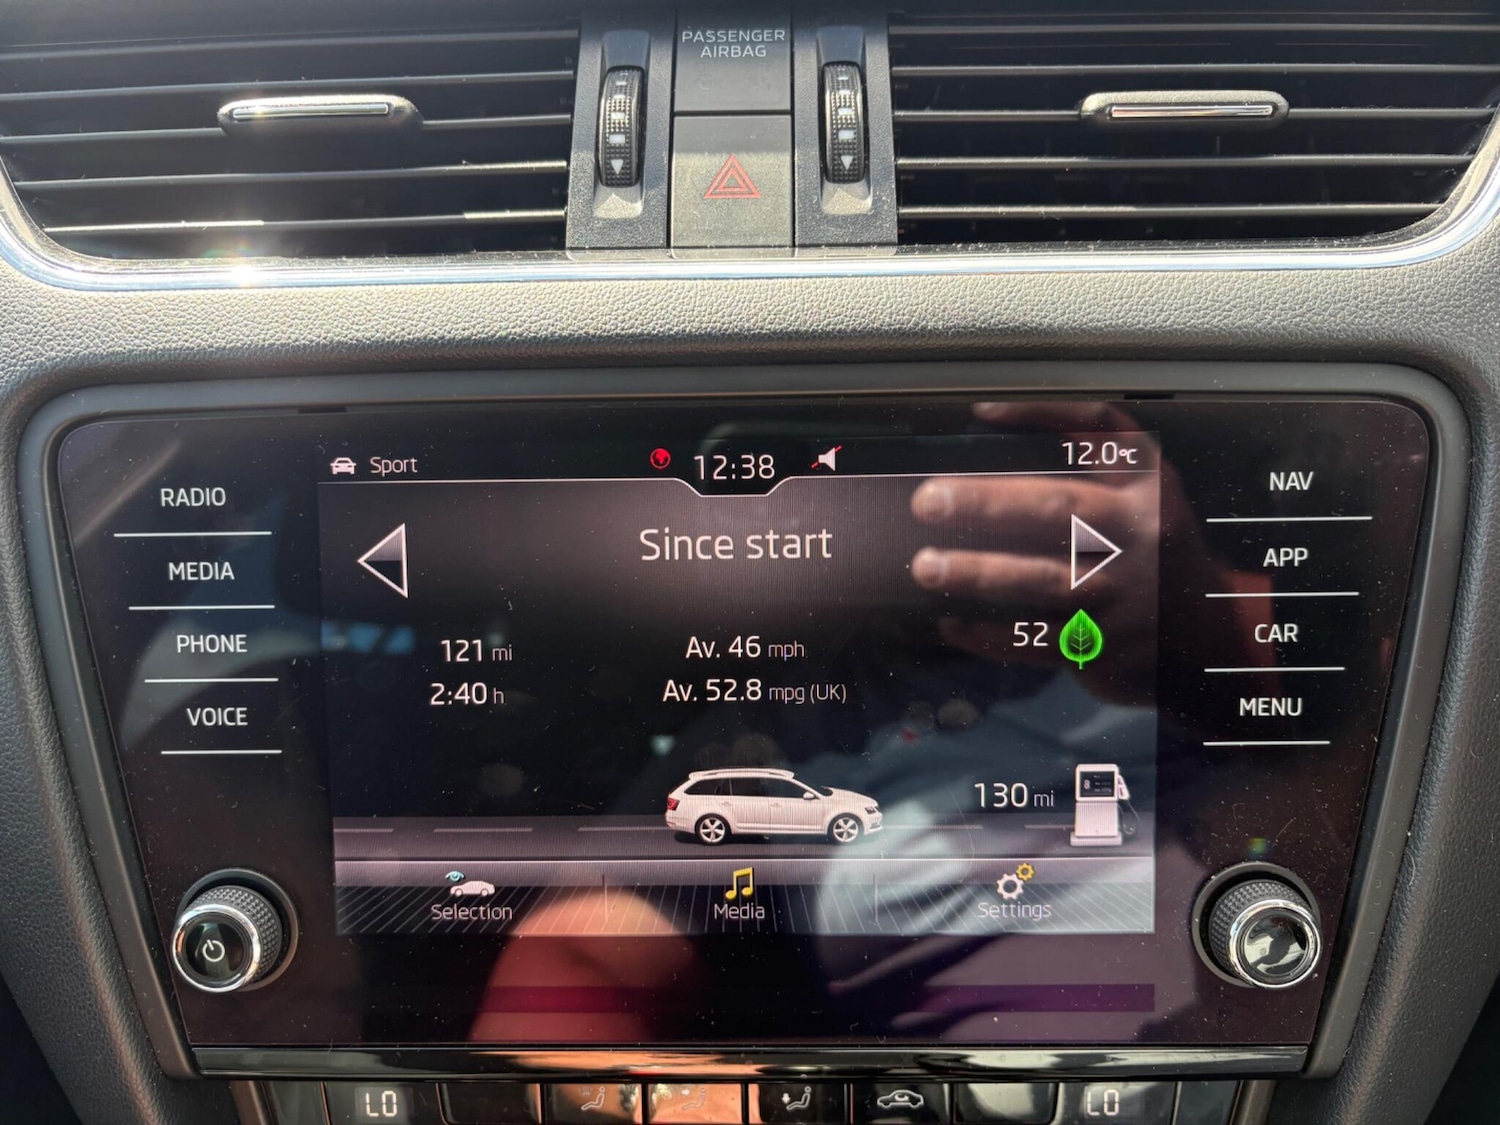 PASSENGER
AIRBAG
Sport
12:38
12.0°C
RADIO
MEDIA
PHONE
VOICE
Since start
121 mi
2:40 h
Av. 46 mph
Av. 52.8 mpg (UK)
52
130 mi
Selection
Media
Settings
NAV
APP
CAR
MENU
LO
LO